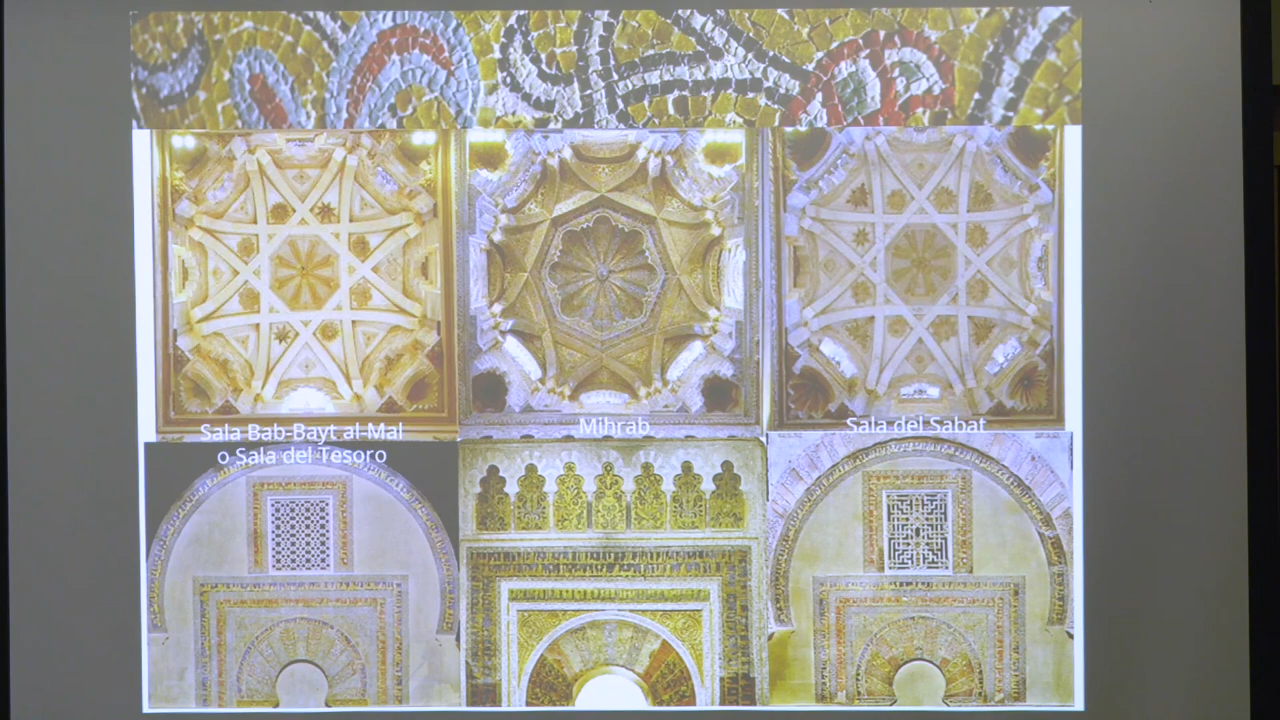 Sala Bab-Bayt al-Mal
o Sala del Tesoro
Mihrab
Sala del Sabat